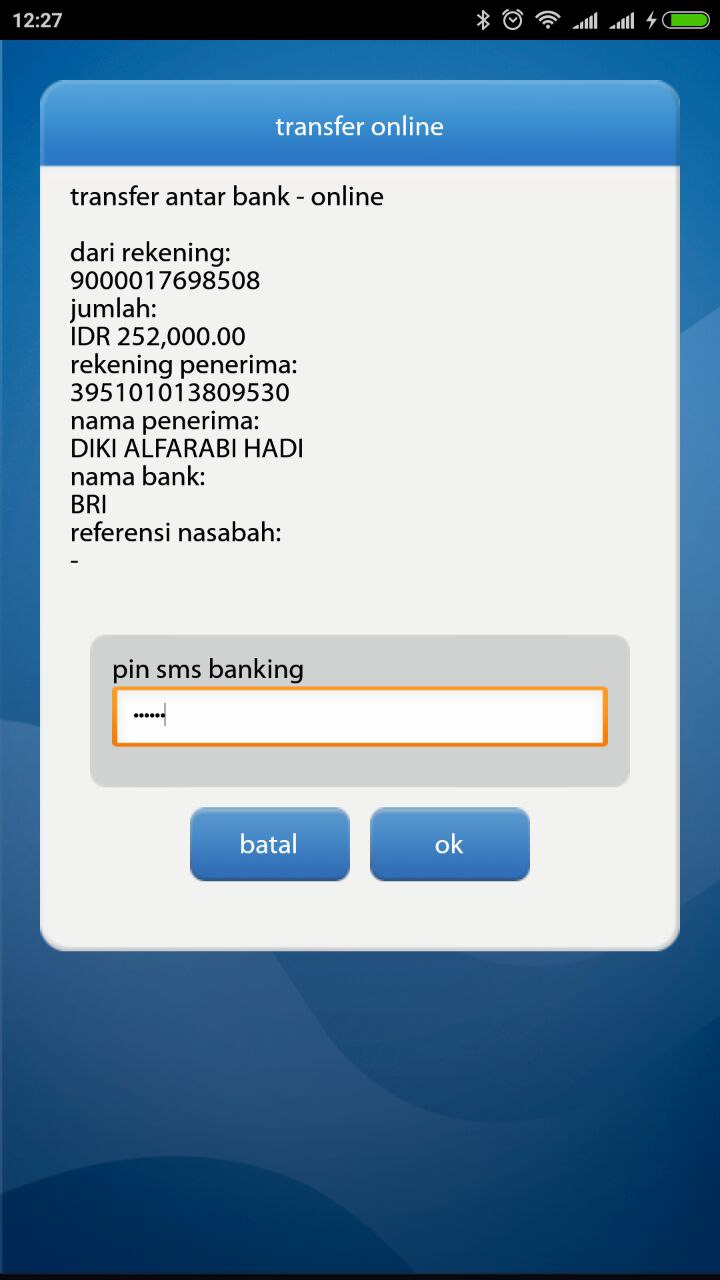 12:27
transfer online
transfer antar bank - online
dari rekening:
9000017698508
jumlah:
IDR 252,000.00
rekening penerima:
395101013809530
nama penerima:
DIKI ALFARABI HADI
nama bank:
BRI
referensi nasabah:
-
pin sms banking
••••••
batal
ok